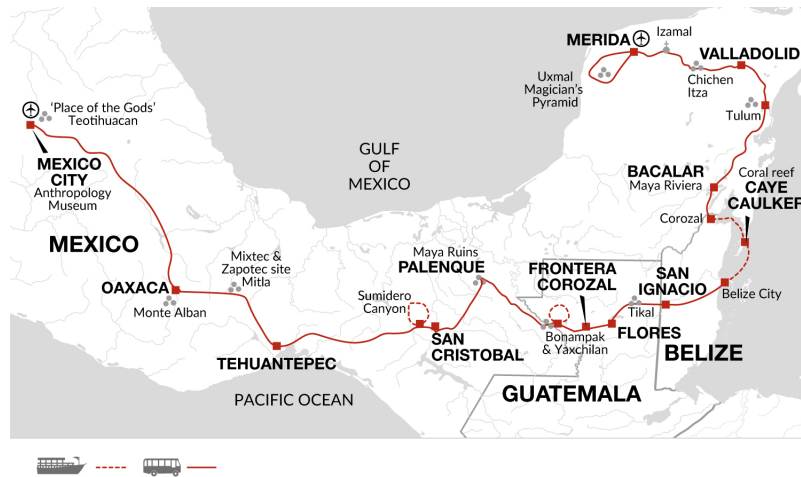 MERIDA
Izamal
VALLADOLID
Uxmal
Magician's
Pyramid
Chichen
Itza
Tulum
'Place of the Gods'
Teotihuacan
MEXICO
CITY
Anthropology
Museum
GULF
OF
MEXICO
BACALAR
Maya Riviera
Coral reef
CAYE
CAULKER
Corozal
MEXICO
Mixtec &
Zapotec site
Mitla
Maya Ruins
PALENQUE
FRONTERA
COROZAL
SAN
IGNACIO
OAXACA
Monte Alban
Sumidero
Canyon
Belize City
Tikal
FLORES
Bonampak
& Yaxchilan
SAN
CRISTOBAL
BELIZE
TEHUANTEPEC
GUATEMALA
PACIFIC OCEAN